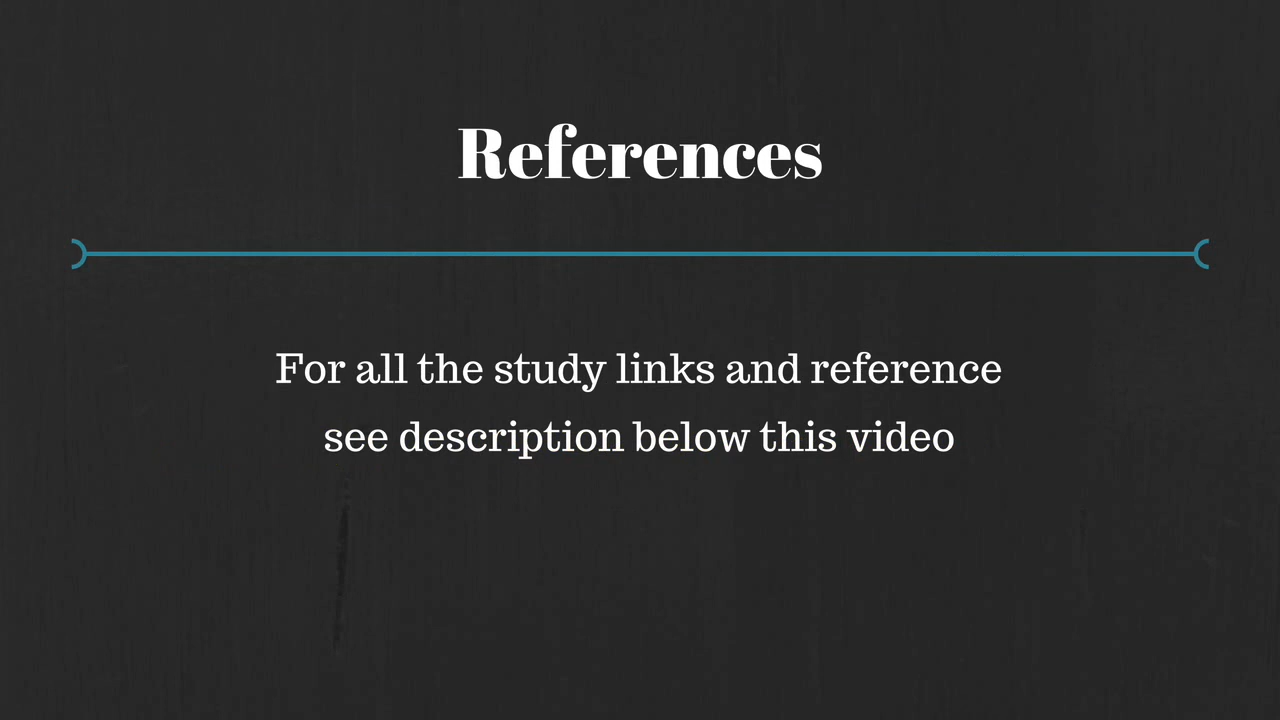 References
For all the study links and reference
see description below this video